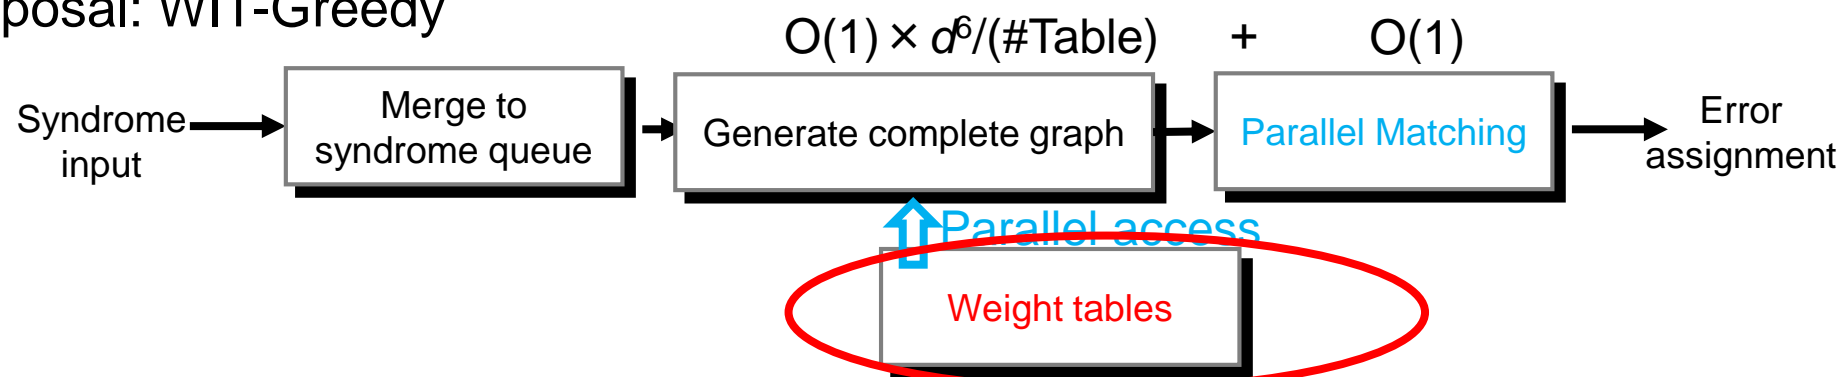 posal: WIT-Greedy
O(1) × d⁶/(#Table) + O(1)
Syndrome
input
Merge to
syndrome queue
Generate complete graph
Parallel Matching
Error
assignment
Parallel access
Weight tables